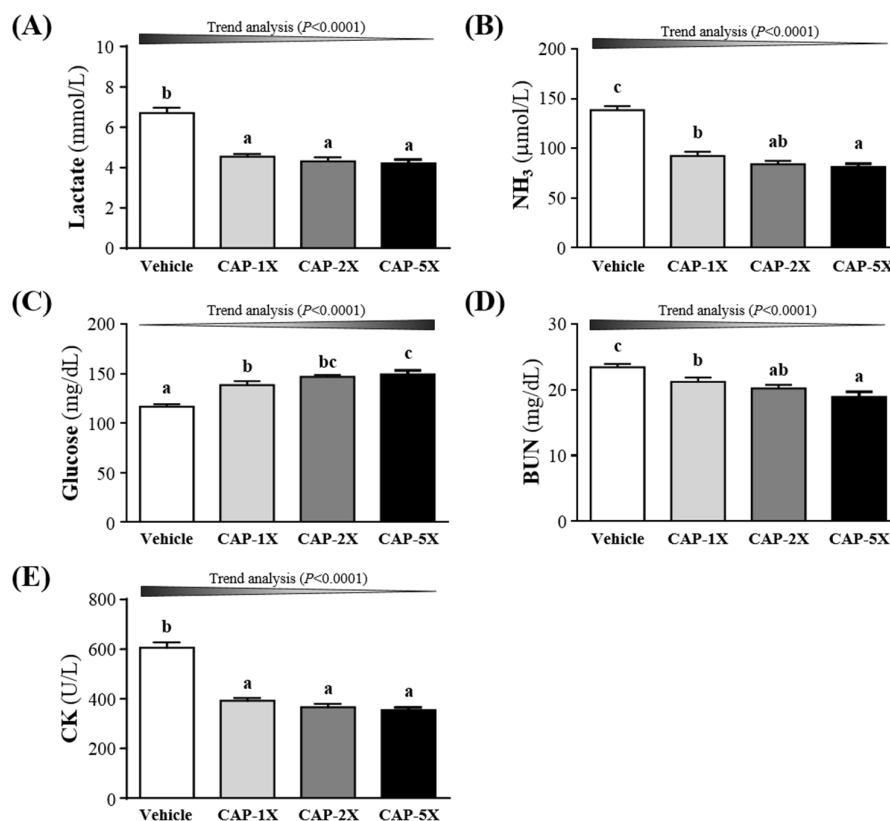 (A)
Trend analysis (P<0.0001)
Lactate (mmol/L)
10
8
6
4
2
0
b
a
a
a
Vehicle CAP-1X CAP-2X CAP-5X
(B)
Trend analysis (P<0.0001)
NH3 (μmol/L)
200
150
100
50
0
c
b
ab
a
Vehicle CAP-1X CAP-2X CAP-5X
(C)
Trend analysis (P<0.0001)
Glucose (mg/dL)
200
150
100
50
0
a
b
bc
c
Vehicle CAP-1X CAP-2X CAP-5X
(D)
Trend analysis (P<0.0001)
BUN (mg/dL)
30
20
10
0
c
b
ab
a
Vehicle CAP-1X CAP-2X CAP-5X
(E)
Trend analysis (P<0.0001)
CK (U/L)
800
600
400
200
0
b
a
a
a
Vehicle CAP-1X CAP-2X CAP-5X